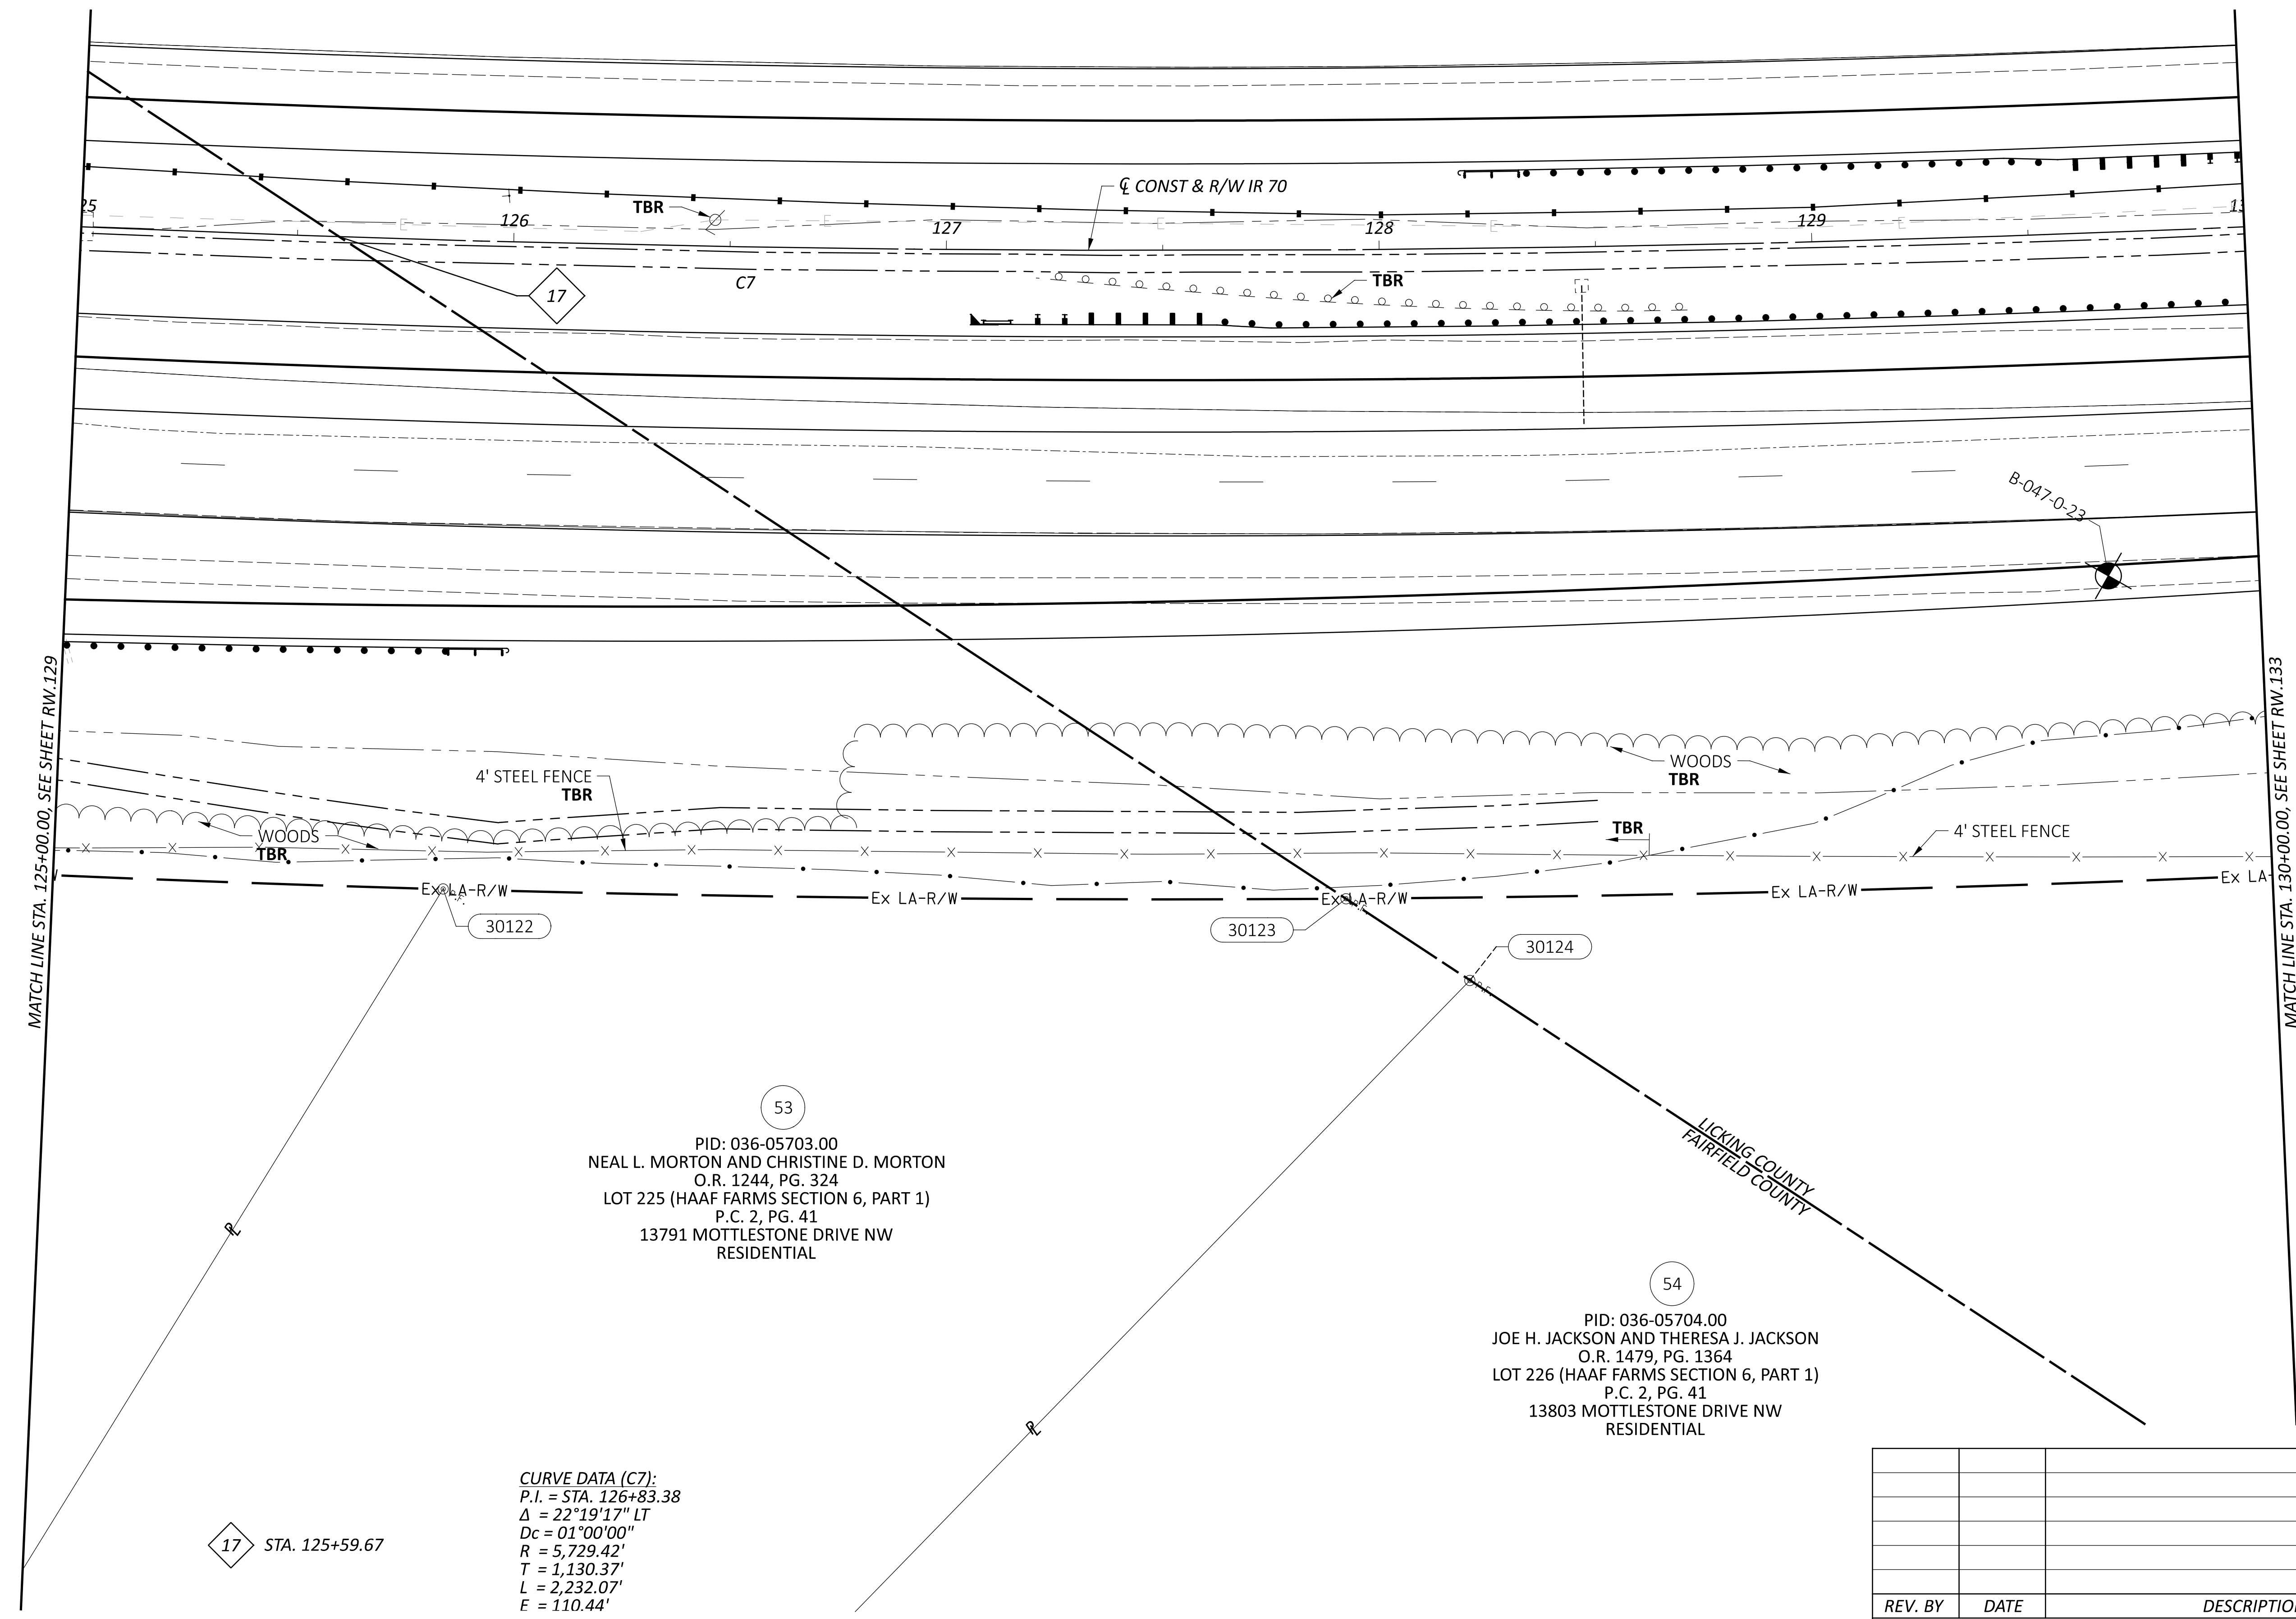 25
126
TBR
127
℄ CONST & R/W IR 70
128
129
13
17
C7
TBR
B-047-0-23
MATCH LINE STA. 125+00.00, SEE SHEET RW.129
MATCH LINE STA. 130+00.00, SEE SHEET RW.133
4' STEEL FENCE
TBR
WOODS
TBR
WOODS
TBR
TBR
4' STEEL FENCE
Ex LA-R/W
Ex LA-R/W
Ex LA-R/W
Ex LA-R/W
Ex LA-
30122
30123
30124
53
PID: 036-05703.00
NEAL L. MORTON AND CHRISTINE D. MORTON
O.R. 1244, PG. 324
LOT 225 (HAAF FARMS SECTION 6, PART 1)
P.C. 2, PG. 41
13791 MOTTLESTONE DRIVE NW
RESIDENTIAL
LICKING COUNTY
FAIRFIELD COUNTY
54
PID: 036-05704.00
JOE H. JACKSON AND THERESA J. JACKSON
O.R. 1479, PG. 1364
LOT 226 (HAAF FARMS SECTION 6, PART 1)
P.C. 2, PG. 41
13803 MOTTLESTONE DRIVE NW
RESIDENTIAL
PL
PL
17 STA. 125+59.67
CURVE DATA (C7):
P.I. = STA. 126+83.38
Δ = 22°19'17" LT
Dc = 01°00'00"
R = 5,729.42'
T = 1,130.37'
L = 2,232.07'
E = 110.44'
REV. BY DATE DESCRIPTION